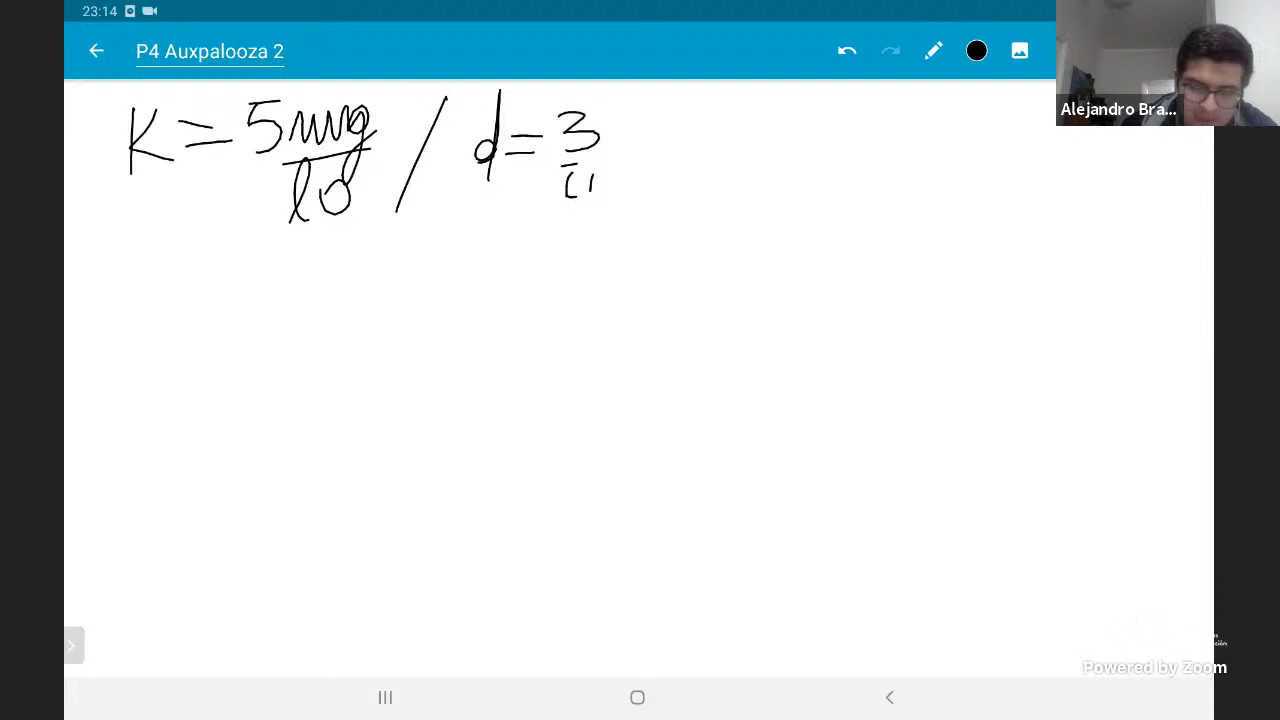 23:14
P4 Auxpalooza 2
Alejandro Bra...
K = 5mg / d = 3
l0
Powered by Zoom